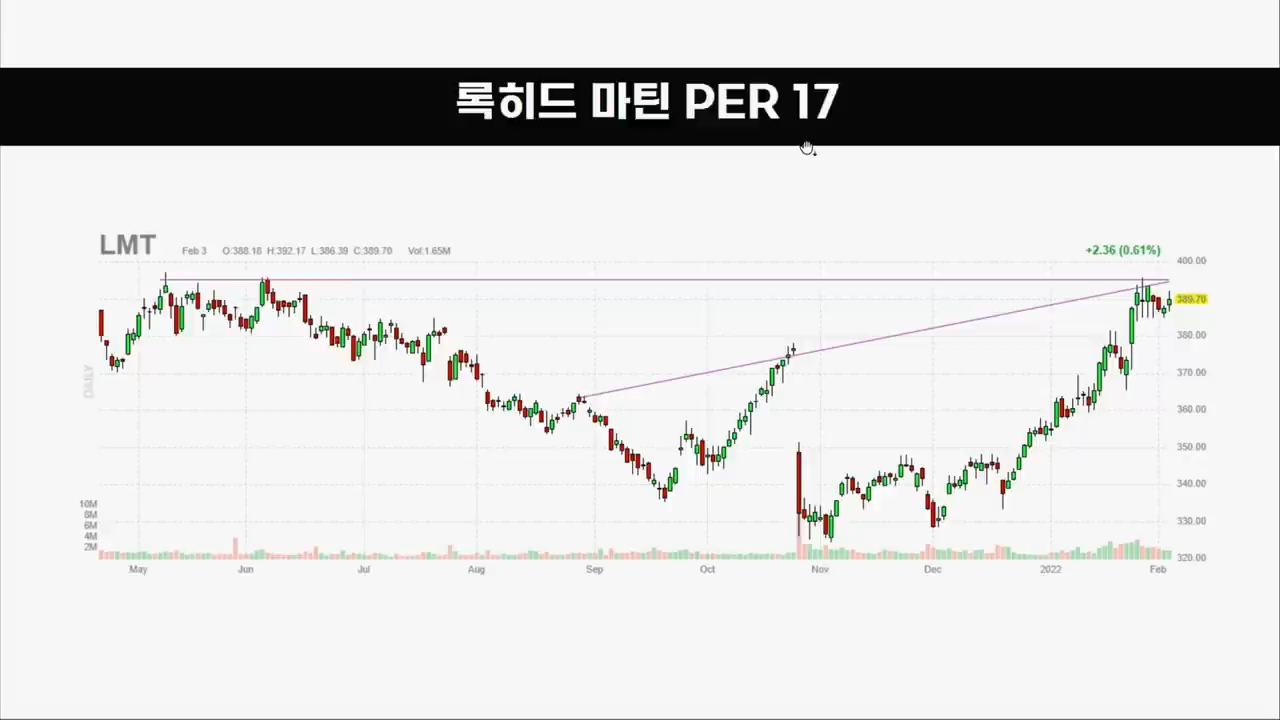 록히드 마틴 PER 17
LMT Feb 3 O:388.18 H:392.17 L:386.39 C:389.70 Vol:1.65M +2.36 (0.61%)
400.00
389.70
380.00
370.00
360.00
350.00
340.00
330.00
320.00
DAILY
10M
8M
6M
4M
2M
May Jun Jul Aug Sep Oct Nov Dec 2022 Feb